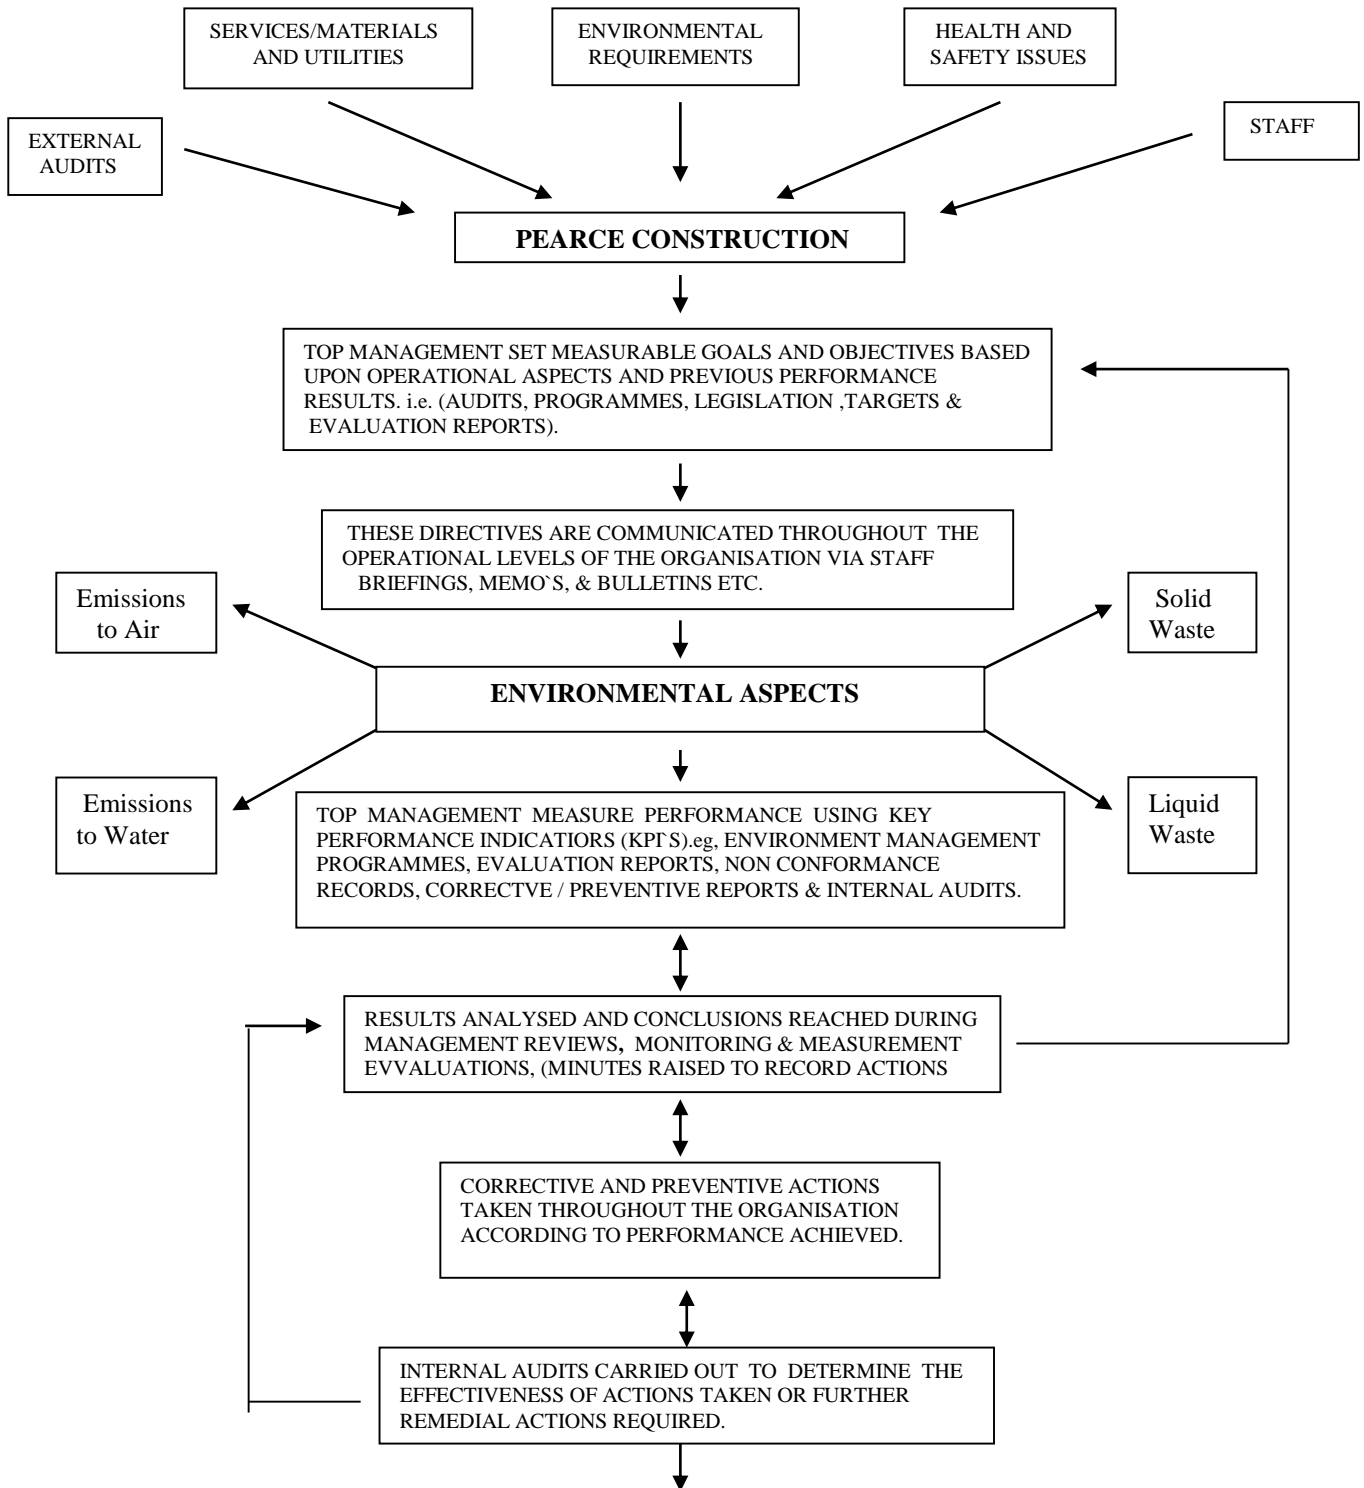 SERVICES/MATERIALS
AND UTILITIES
ENVIRONMENTAL
REQUIREMENTS
HEALTH AND
SAFETY ISSUES
EXTERNAL
AUDITS
STAFF
PEARCE CONSTRUCTION
TOP MANAGEMENT SET MEASURABLE GOALS AND OBJECTIVES BASED
UPON OPERATIONAL ASPECTS AND PREVIOUS PERFORMANCE
RESULTS. i.e. (AUDITS, PROGRAMMES, LEGISLATION ,TARGETS &
EVALUATION REPORTS).
THESE DIRECTIVES ARE COMMUNICATED THROUGHOUT THE
OPERATIONAL LEVELS OF THE ORGANISATION VIA STAFF
BRIEFINGS, MEMO`S, & BULLETINS ETC.
Emissions
to Air
Solid
Waste
ENVIRONMENTAL ASPECTS
Emissions
to Water
Liquid
Waste
TOP MANAGEMENT MEASURE PERFORMANCE USING KEY
PERFORMANCE INDICATIORS (KPI`S).eg, ENVIRONMENT MANAGEMENT
PROGRAMMES, EVALUATION REPORTS, NON CONFORMANCE
RECORDS, CORRECTVE / PREVENTIVE REPORTS & INTERNAL AUDITS.
RESULTS ANALYSED AND CONCLUSIONS REACHED DURING
MANAGEMENT REVIEWS, MONITORING & MEASUREMENT
EVVALUATIONS, (MINUTES RAISED TO RECORD ACTIONS
CORRECTIVE AND PREVENTIVE ACTIONS
TAKEN THROUGHOUT THE ORGANISATION
ACCORDING TO PERFORMANCE ACHIEVED.
INTERNAL AUDITS CARRIED OUT TO DETERMINE THE
EFFECTIVENESS OF ACTIONS TAKEN OR FURTHER
REMEDIAL ACTIONS REQUIRED.